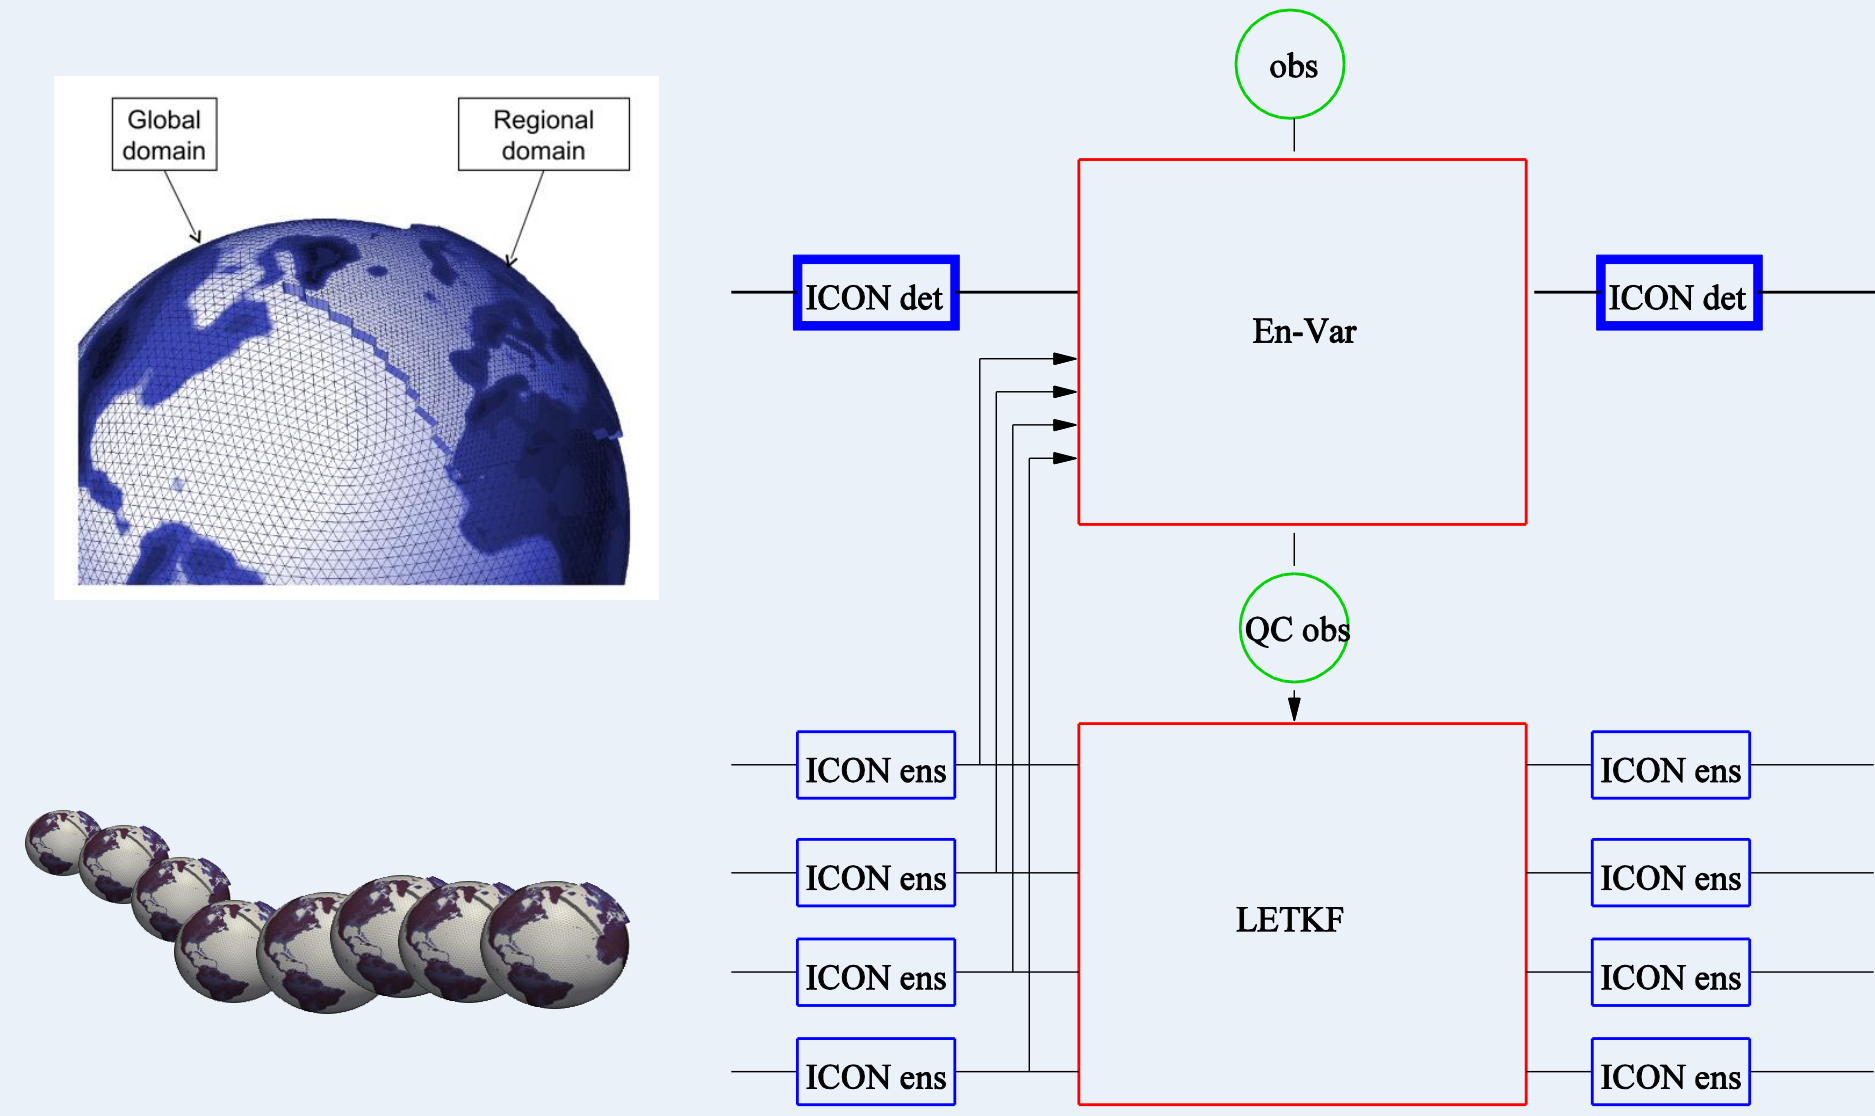 Global
domain
Regional
domain
obs
ICON det
En-Var
ICON det
QC obs
ICON ens
ICON ens
ICON ens
ICON ens
LETKF
ICON ens
ICON ens
ICON ens
ICON ens